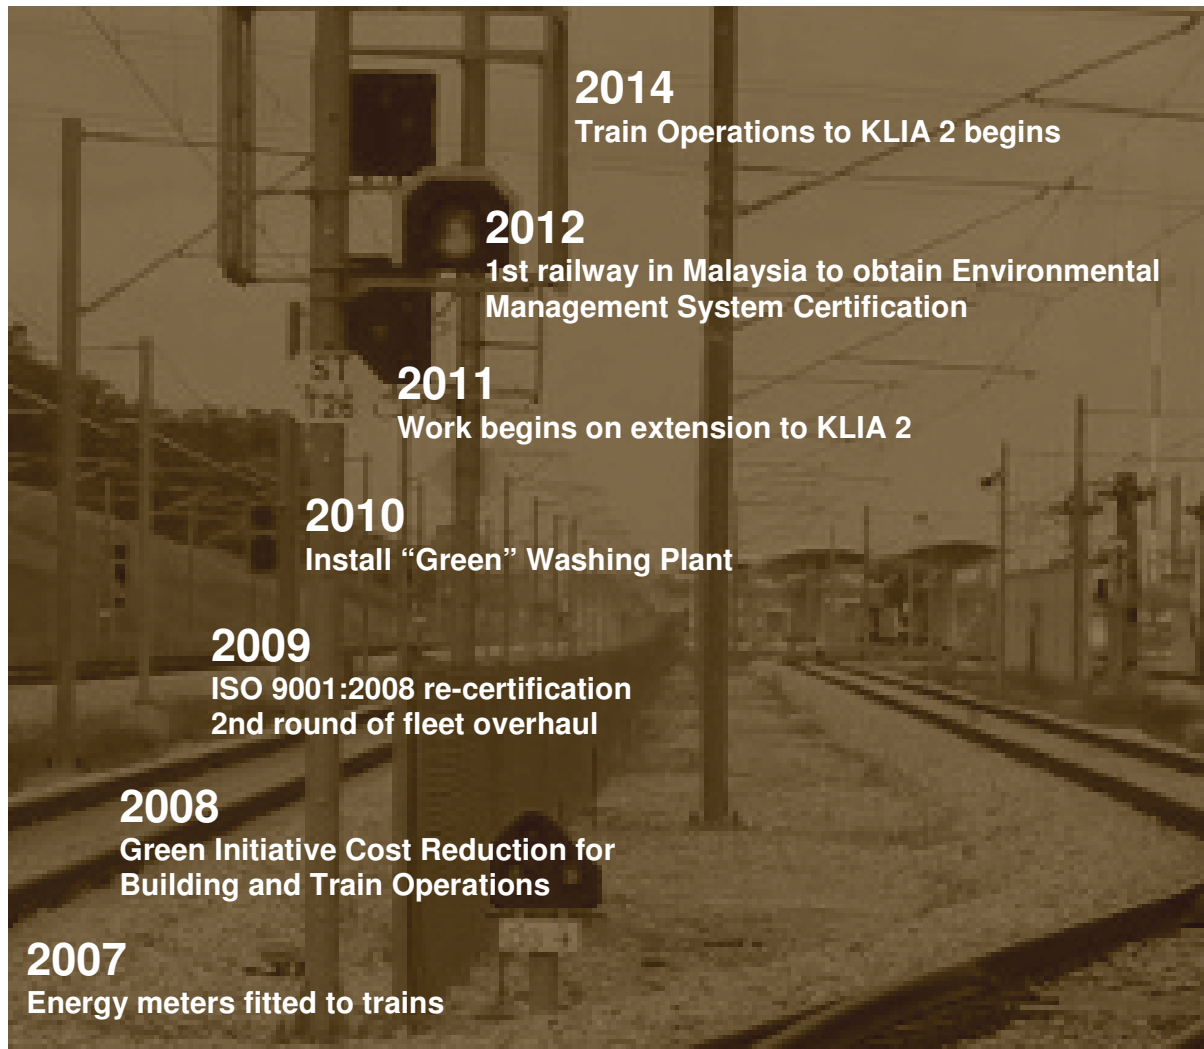 2014
Train Operations to KLIA 2 begins
2012
1st railway in Malaysia to obtain Environmental
Management System Certification
2011
Work begins on extension to KLIA 2
2010
Install “Green” Washing Plant
2009
ISO 9001:2008 re-certification
2nd round of fleet overhaul
2008
Green Initiative Cost Reduction for
Building and Train Operations
2007
Energy meters fitted to trains